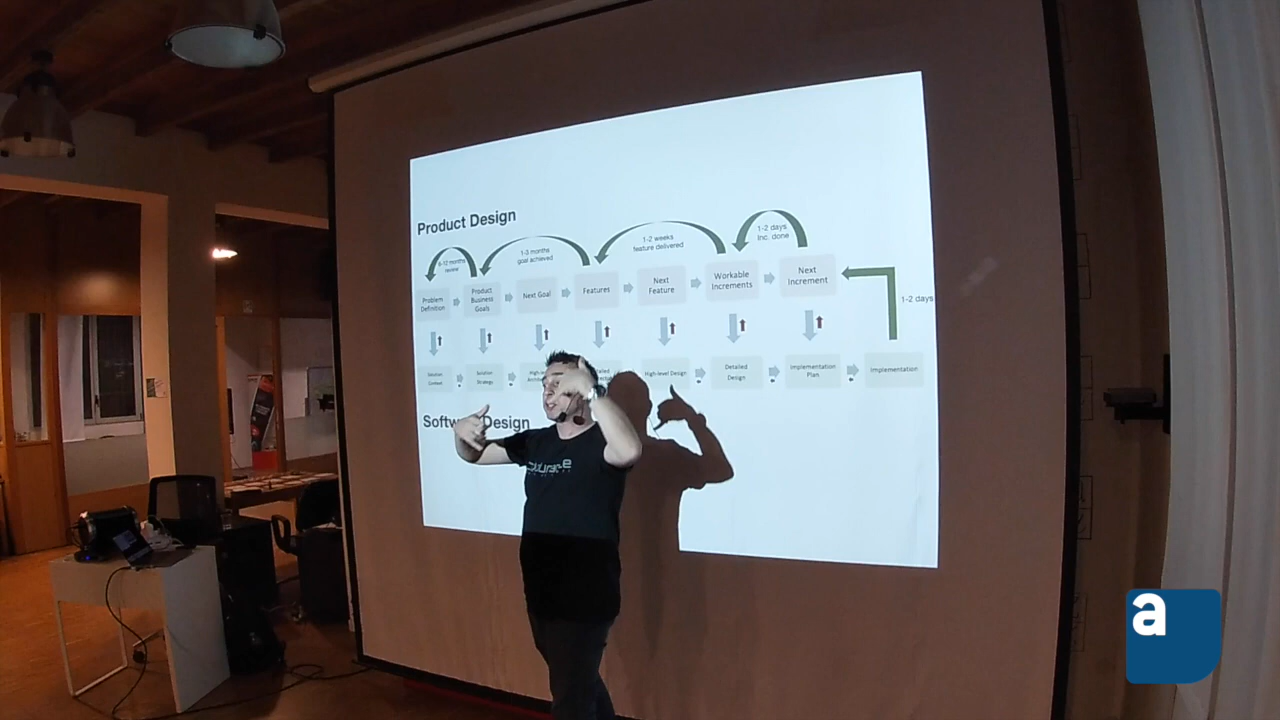 Product Design
6-12 months
review
1-3 months
goal achieved
1-2 weeks
feature delivered
1-2 days
Inc. done
Problem
Definition
Product
Business
Goals
Next Goal
Features
Next
Feature
Workable
Increments
Next
Increment
1-2 days
Solution
Context
Solution
Strategy
High-level Design
Detailed
Design
Implementation
Plan
Implementation
Design
a